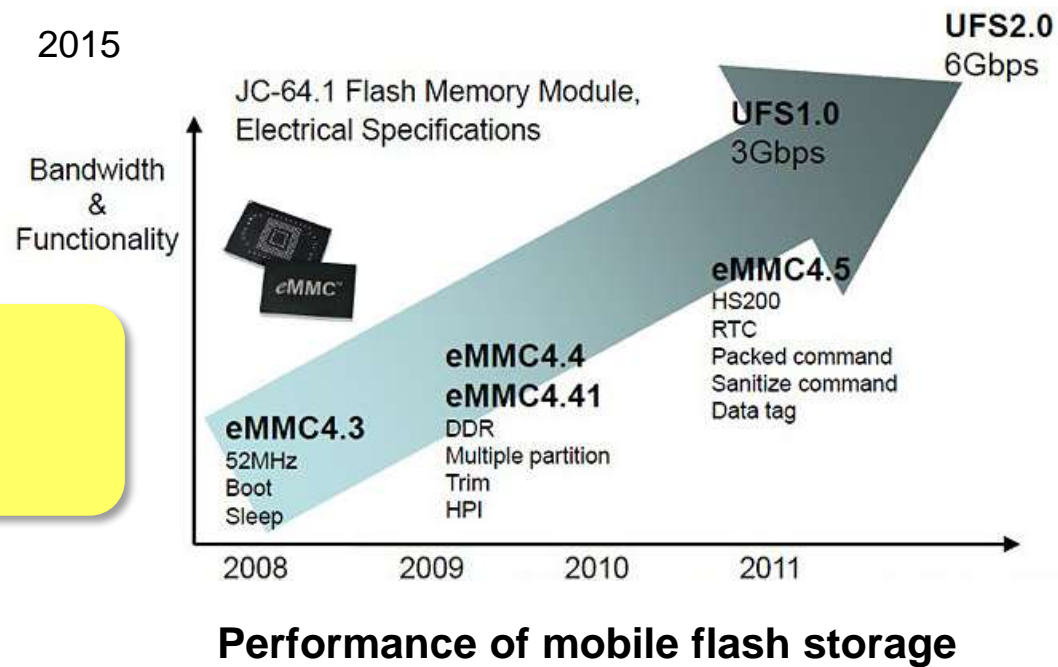 2015
UFS2.0
6Gbps
JC-64.1 Flash Memory Module,
Electrical Specifications
UFS1.0
3Gbps
Bandwidth
&
Functionality
eMMC™
eMMC4.5
HS200
RTC
Packed command
Sanitize command
Data tag
eMMC4.4
eMMC4.41
DDR
Multiple partition
Trim
HPI
eMMC4.3
52MHz
Boot
Sleep
2008 2009 2010 2011
Performance of mobile flash storage